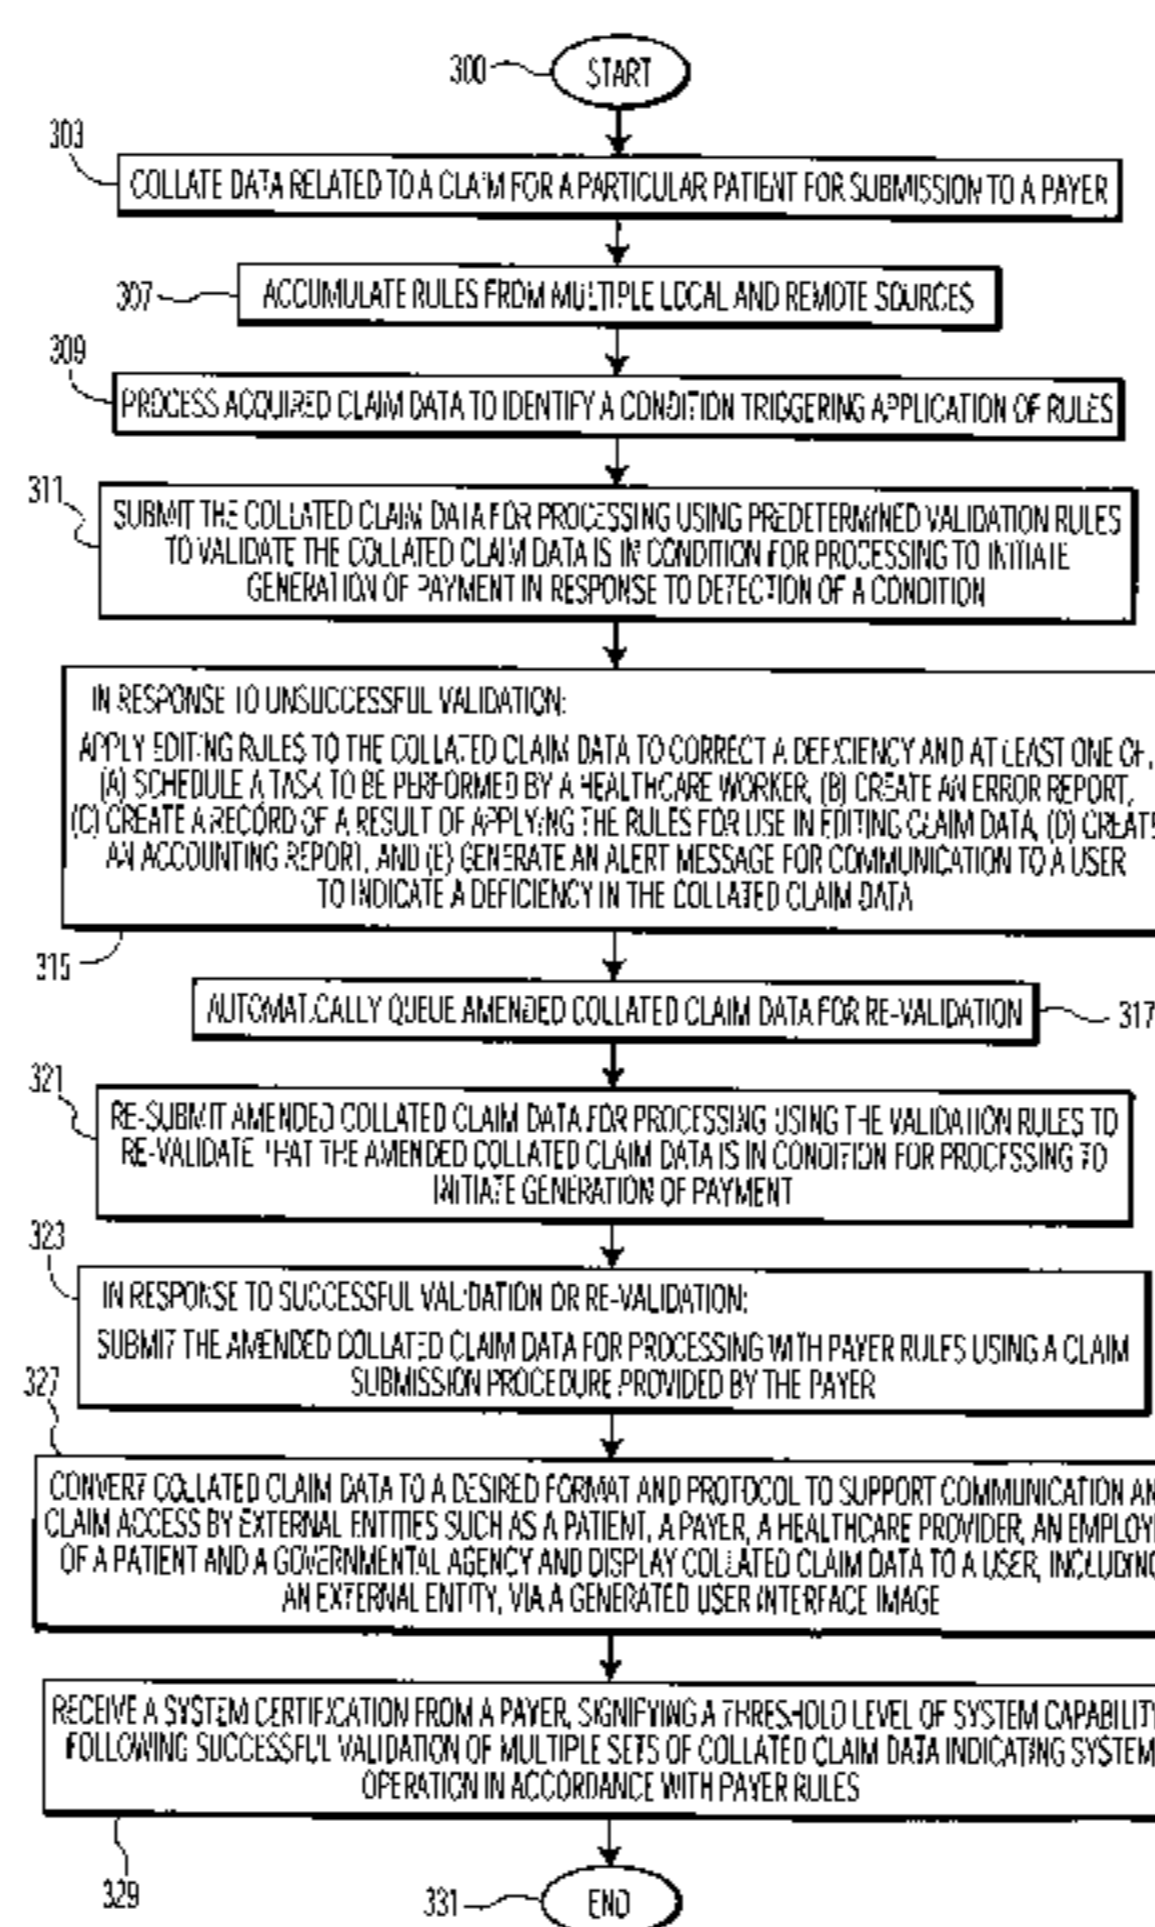 300
START
303
COLLATE DATA RELATED TO A CLAIM FOR A PARTICULAR PATIENT FOR SUBMISSION TO A PAYER
307
ACCUMULATE RULES FROM MULTIPLE LOCAL AND REMOTE SOURCES
309
PROCESS ACQUIRED CLAIM DATA TO IDENTIFY A CONDITION TRIGGERING APPLICATION OF RULES
311
SUBMIT THE COLLATED CLAIM DATA FOR PROCESSING USING PREDETERMINED VALIDATION RULES
TO VALIDATE THE COLLATED CLAIM DATA IS IN CONDITION FOR PROCESSING TO INITIATE
GENERATION OF PAYMENT IN RESPONSE TO DETECTION OF A CONDITION
IN RESPONSE TO UNSUCCESSFUL VALIDATION:
APPLY EDITING RULES TO THE COLLATED CLAIM DATA TO CORRECT A DEFICIENCY AND AT LEAST ONE OF,
(A) SCHEDULE A TASK TO BE PERFORMED BY A HEALTHCARE WORKER, (B) CREATE AN ERROR REPORT,
(C) CREATE A RECORD OF A RESULT OF APPLYING THE RULES FOR USE IN EDITING CLAIM DATA, (D) CREATE
AN ACCOUNTING REPORT, AND (E) GENERATE AN ALERT MESSAGE FOR COMMUNICATION TO A USER
TO INDICATE A DEFICIENCY IN THE COLLATED CLAIM DATA
315
AUTOMATICALLY QUEUE AMENDED COLLATED CLAIM DATA FOR RE-VALIDATION
317
321
RE-SUBMIT AMENDED COLLATED CLAIM DATA FOR PROCESSING USING THE VALIDATION RULES TO
RE-VALIDATE THAT THE AMENDED COLLATED CLAIM DATA IS IN CONDITION FOR PROCESSING TO
INITIATE GENERATION OF PAYMENT
323
IN RESPONSE TO SUCCESSFUL VALIDATION OR RE-VALIDATION:
SUBMIT THE AMENDED COLLATED CLAIM DATA FOR PROCESSING WITH PAYER RULES USING A CLAIM
SUBMISSION PROCEDURE PROVIDED BY THE PAYER
327
CONVERT COLLATED CLAIM DATA TO A DESIRED FORMAT AND PROTOCOL TO SUPPORT COMMUNICATION AN
CLAIM ACCESS BY EXTERNAL ENTITIES SUCH AS A PATIENT, A PAYER, A HEALTHCARE PROVIDER, AN EMPLOY
OF A PATIENT AND A GOVERNMENTAL AGENCY AND DISPLAY COLLATED CLAIM DATA TO A USER, INCLUDING
AN EXTERNAL ENTITY, VIA A GENERATED USER INTERFACE IMAGE
RECEIVE A SYSTEM CERTIFICATION FROM A PAYER, SIGNIFYING A THRESHOLD LEVEL OF SYSTEM CAPABILITY
FOLLOWING SUCCESSFUL VALIDATION OF MULTIPLE SETS OF COLLATED CLAIM DATA INDICATING SYSTEM
OPERATION IN ACCORDANCE WITH PAYER RULES
329
331
END